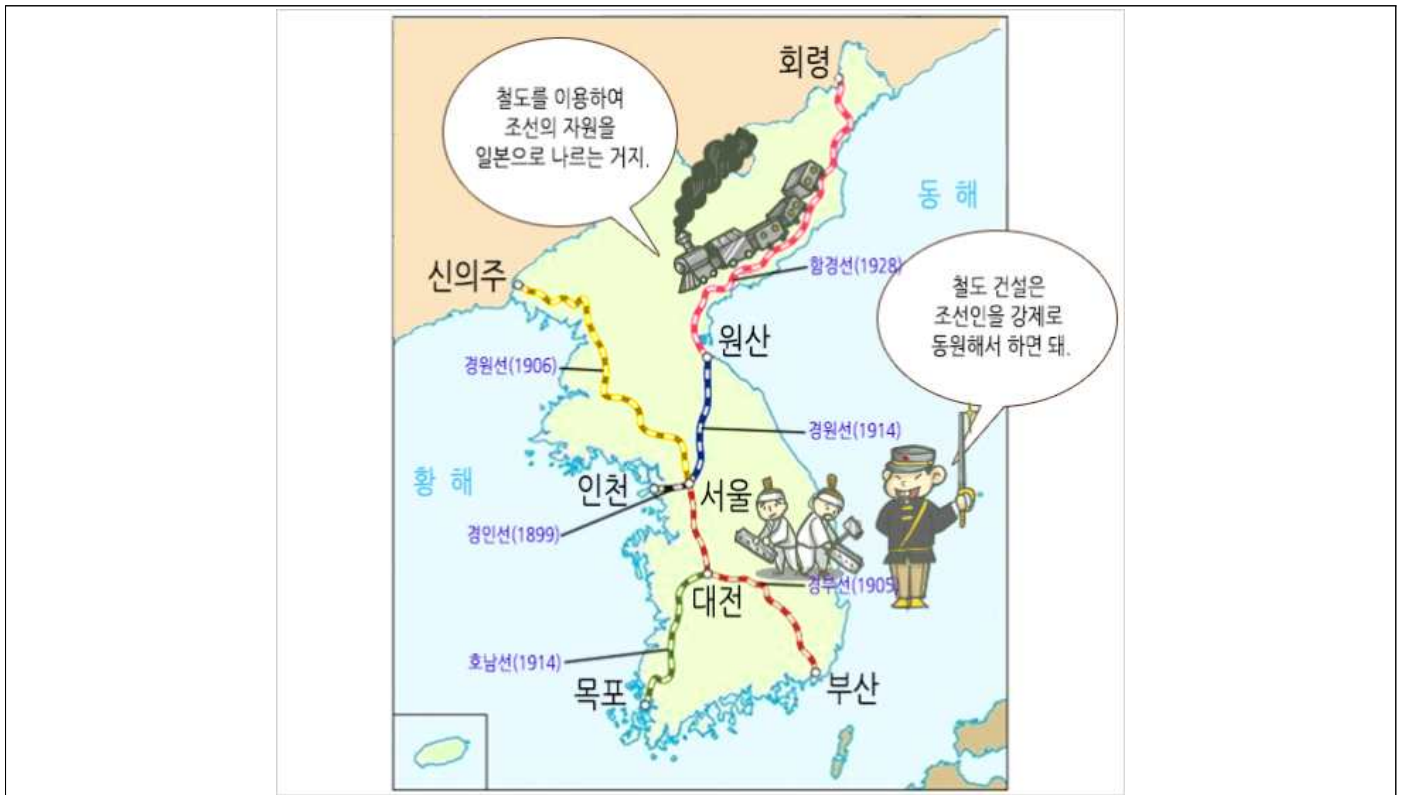 회령
철도를 이용하여
조선의 자원을
일본으로 나르는 거지.
동 해
함경선(1928)
신의주
철도 건설은
조선인을 강제로
동원해서 하면 돼.
원산
경원선(1906)
경원선(1914)
황 해
인천
서울
경인선(1899)
경부선(1905)
대전
호남선(1914)
목포
부산